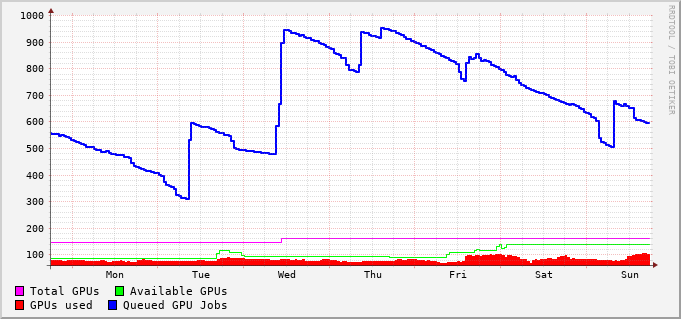 1000
900
800
700
600
500
400
300
200
100
Mon Tue Wed Thu Fri Sat Sun
Total GPUs Available GPUs
GPUs used Queued GPU Jobs
RRDTOOL / TOBI OETIKER